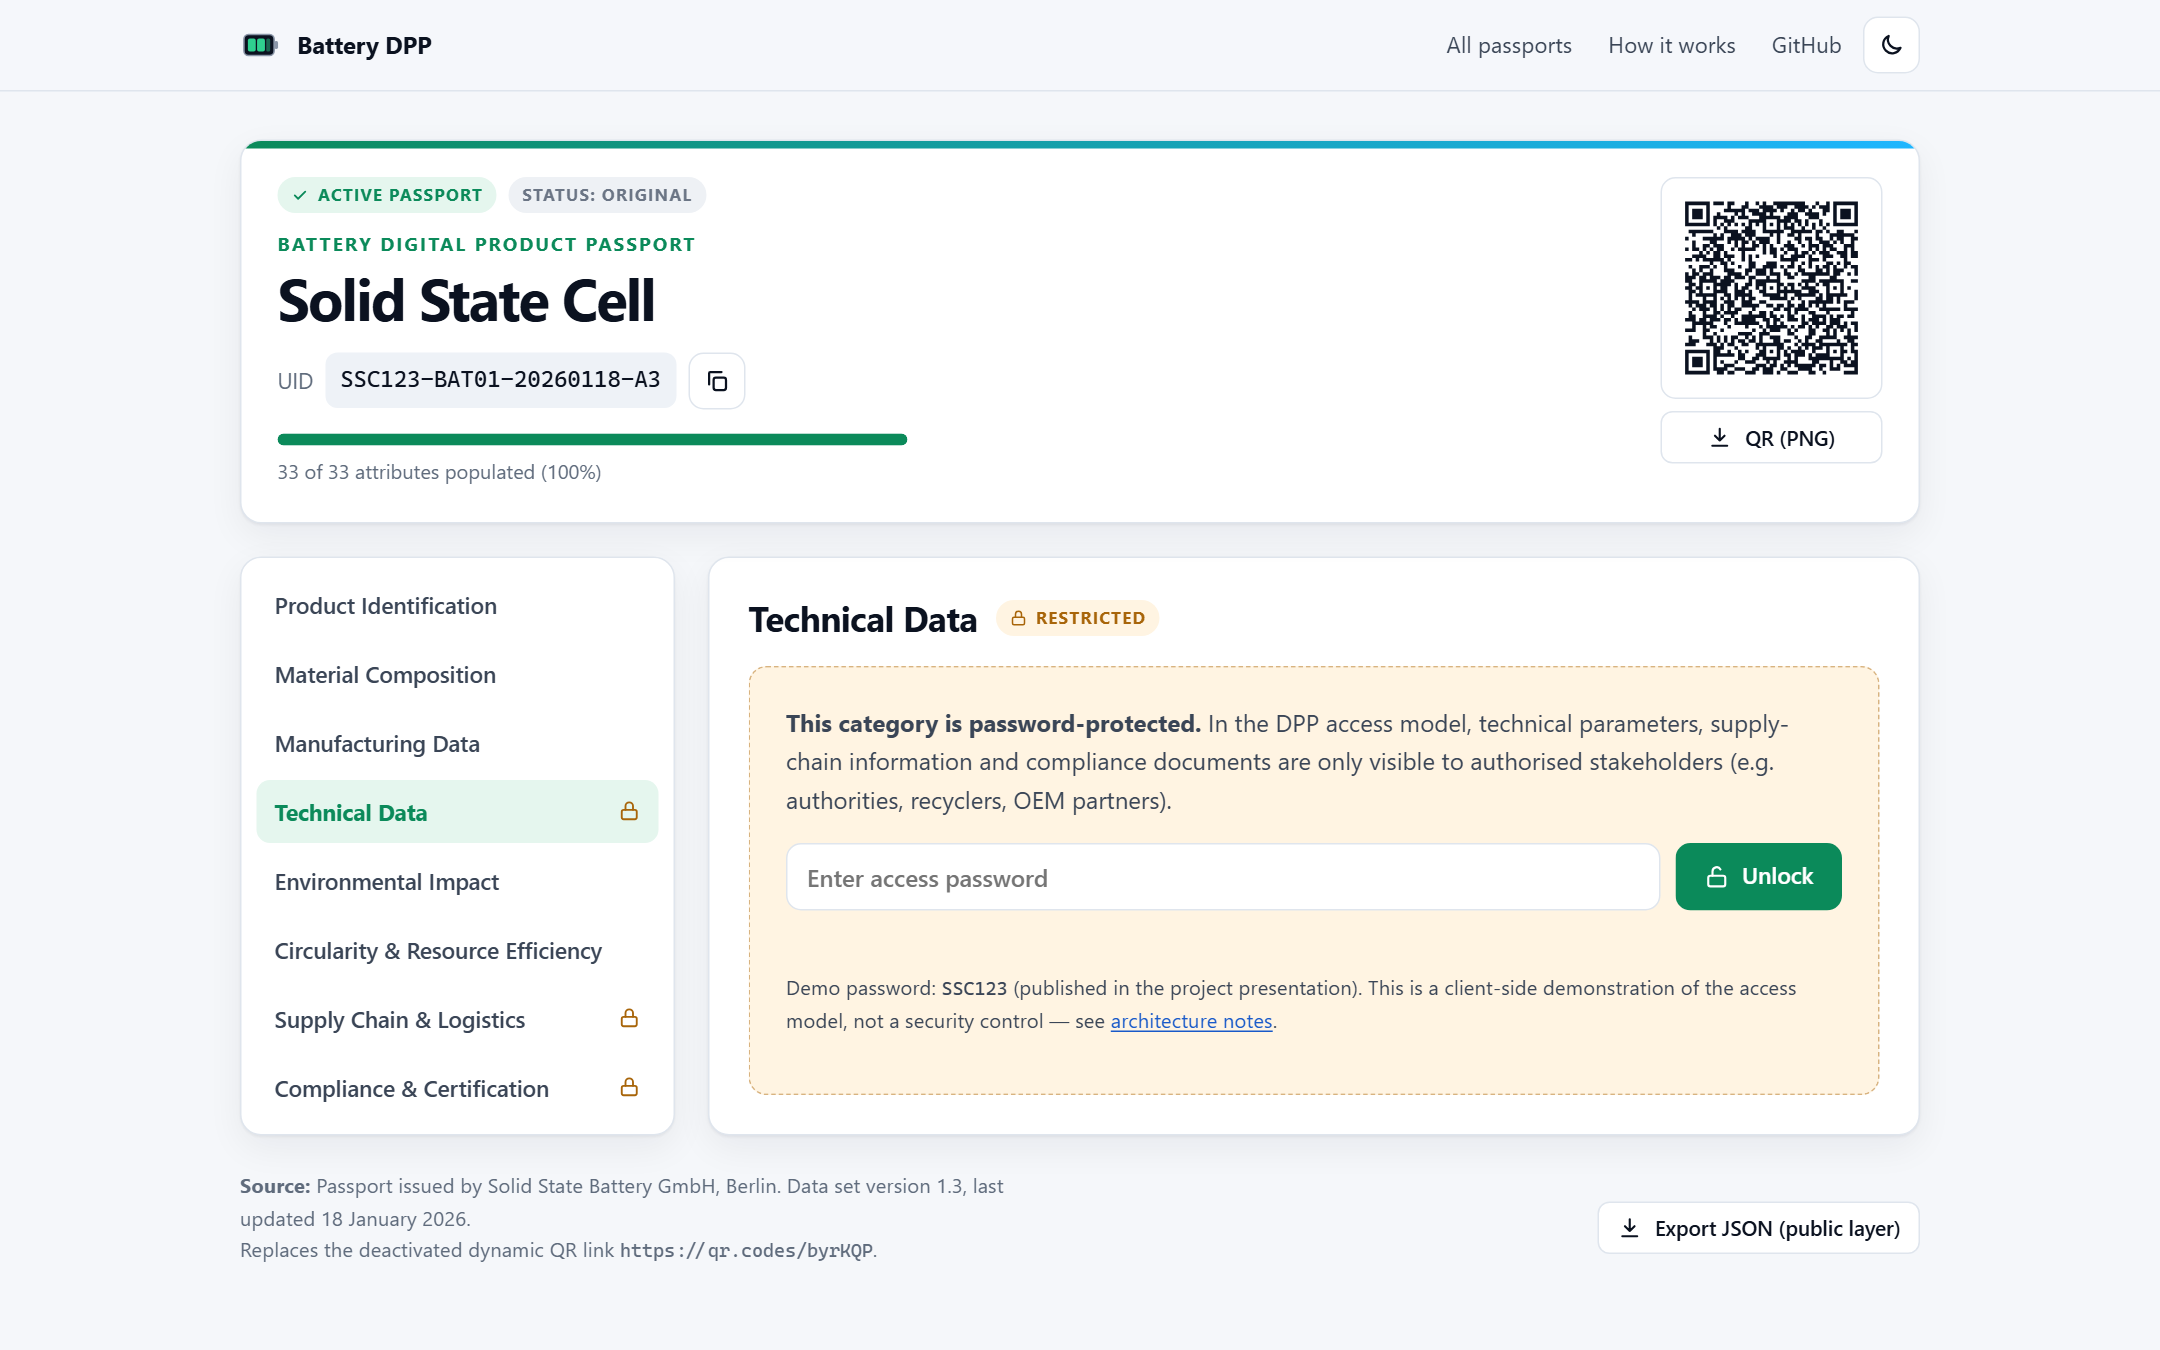 Battery DPP
All passports
How it works
GitHub
ACTIVE PASSPORT
STATUS: ORIGINAL
BATTERY DIGITAL PRODUCT PASSPORT
Solid State Cell
UID
SSC123-BAT01-20260118-A3
33 of 33 attributes populated (100%)
QR (PNG)
Product Identification
Material Composition
Manufacturing Data
Technical Data
Environmental Impact
Circularity & Resource Efficiency
Supply Chain & Logistics
Compliance & Certification
Technical Data
RESTRICTED
This category is password-protected. In the DPP access model, technical parameters, supply-
chain information and compliance documents are only visible to authorised stakeholders (e.g.
authorities, recyclers, OEM partners).
Enter access password
Unlock
Demo password: SSC123 (published in the project presentation). This is a client-side demonstration of the access
model, not a security control — see architecture notes.
Source: Passport issued by Solid State Battery GmbH, Berlin. Data set version 1.3, last
updated 18 January 2026.
Replaces the deactivated dynamic QR link https://qr.codes/byrKQP.
Export JSON (public layer)